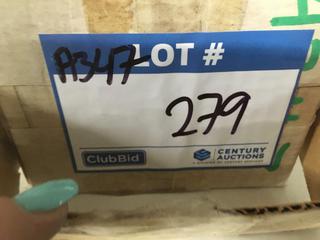 A347 LOT #
279
ClubBid
CENTURY
AUCTIONS